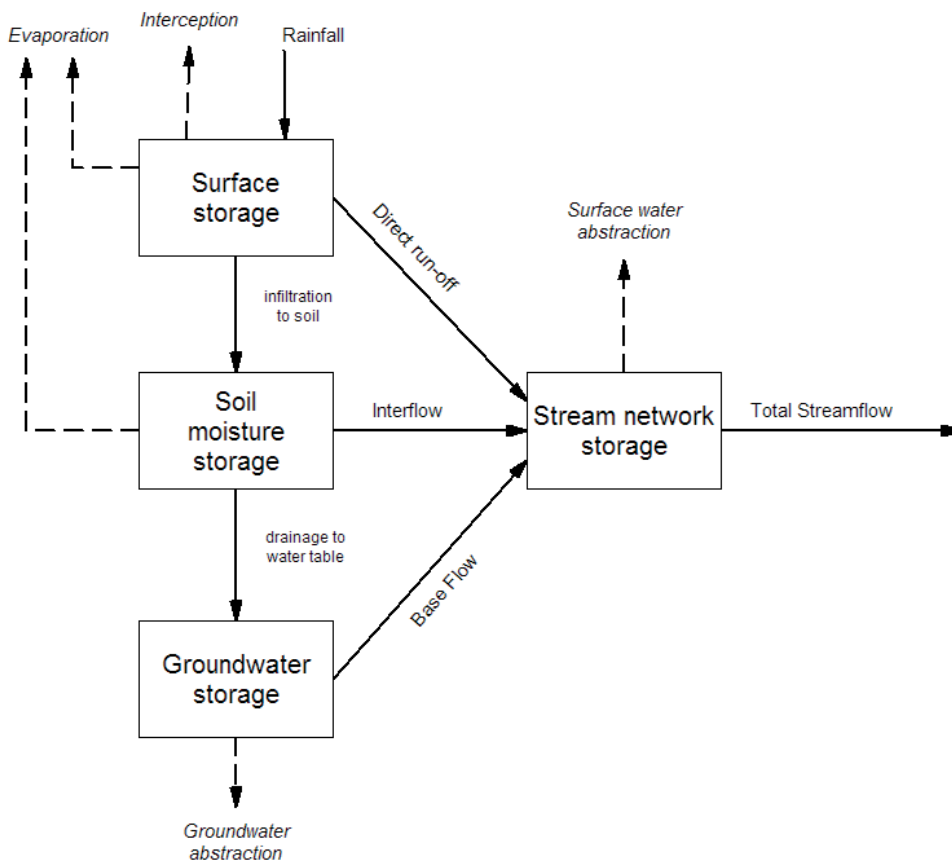 Interception
Evaporation
Rainfall
Surface
storage
Direct run-off
Surface water
abstraction
infiltration
to soil
Soil
moisture
storage
Interflow
Stream network
storage
Total Streamflow
drainage to
water table
Base Flow
Groundwater
storage
Groundwater
abstraction